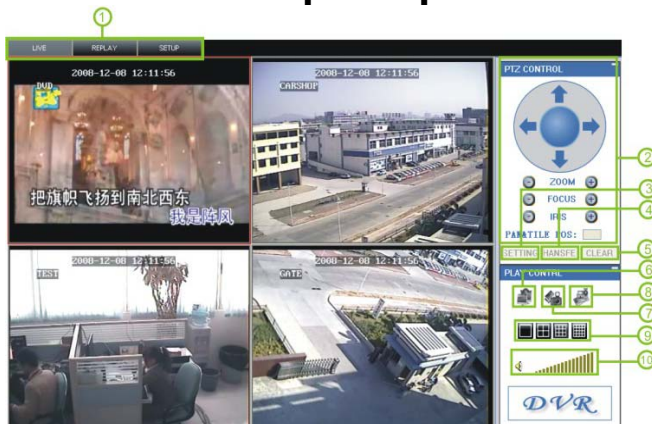 1
LIVE REPLAY SETUP
2008-12-08 12:11:56
DVD
把旗帜飞扬到南北西东
我是阵风
2008-12-08 12:11:56
CARSHOP
PTZ CONTROL
2
3
ZOOM
FOCUS
4
IRIS
5
SETTING CLEAR
6
8
7
9
10
2008-12-08 12:11:56
TEST
2008-12-08 12:11:56
GATE
DVR